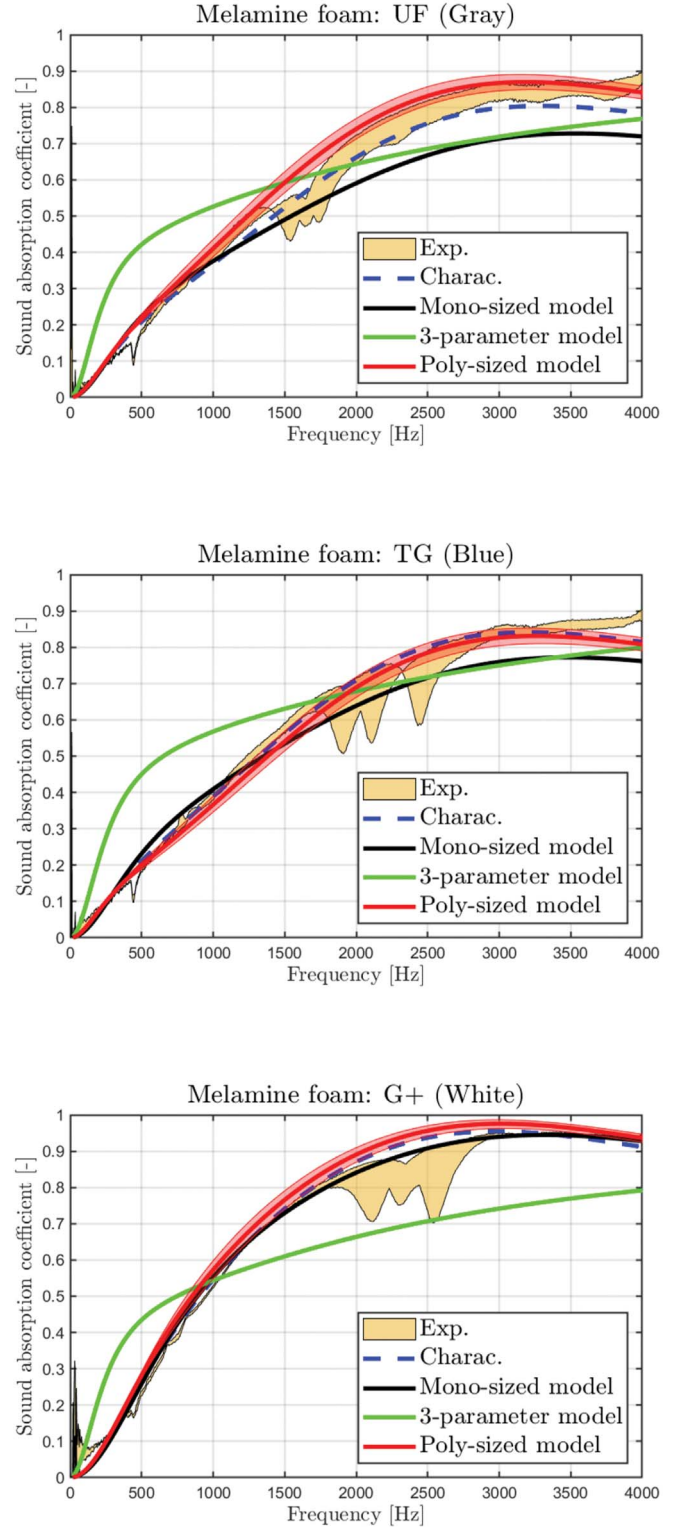 Melamine foam: UF (Gray)
1
0.9
0.8
0.7
0.6
0.5
0.4
0.3
0.2
0.1
0
Sound absorption coefficient [-]
Exp.
Charac.
Mono-sized model
3-parameter model
Poly-sized model
0 500 1000 1500 2000 2500 3000 3500 4000
Frequency [Hz]
Melamine foam: TG (Blue)
1
0.9
0.8
0.7
0.6
0.5
0.4
0.3
0.2
0.1
0
Sound absorption coefficient [-]
Exp.
Charac.
Mono-sized model
3-parameter model
Poly-sized model
0 500 1000 1500 2000 2500 3000 3500 4000
Frequency [Hz]
Melamine foam: G+ (White)
1
0.9
0.8
0.7
0.6
0.5
0.4
0.3
0.2
0.1
0
Sound absorption coefficient [-]
Exp.
Charac.
Mono-sized model
3-parameter model
Poly-sized model
0 500 1000 1500 2000 2500 3000 3500 4000
Frequency [Hz]